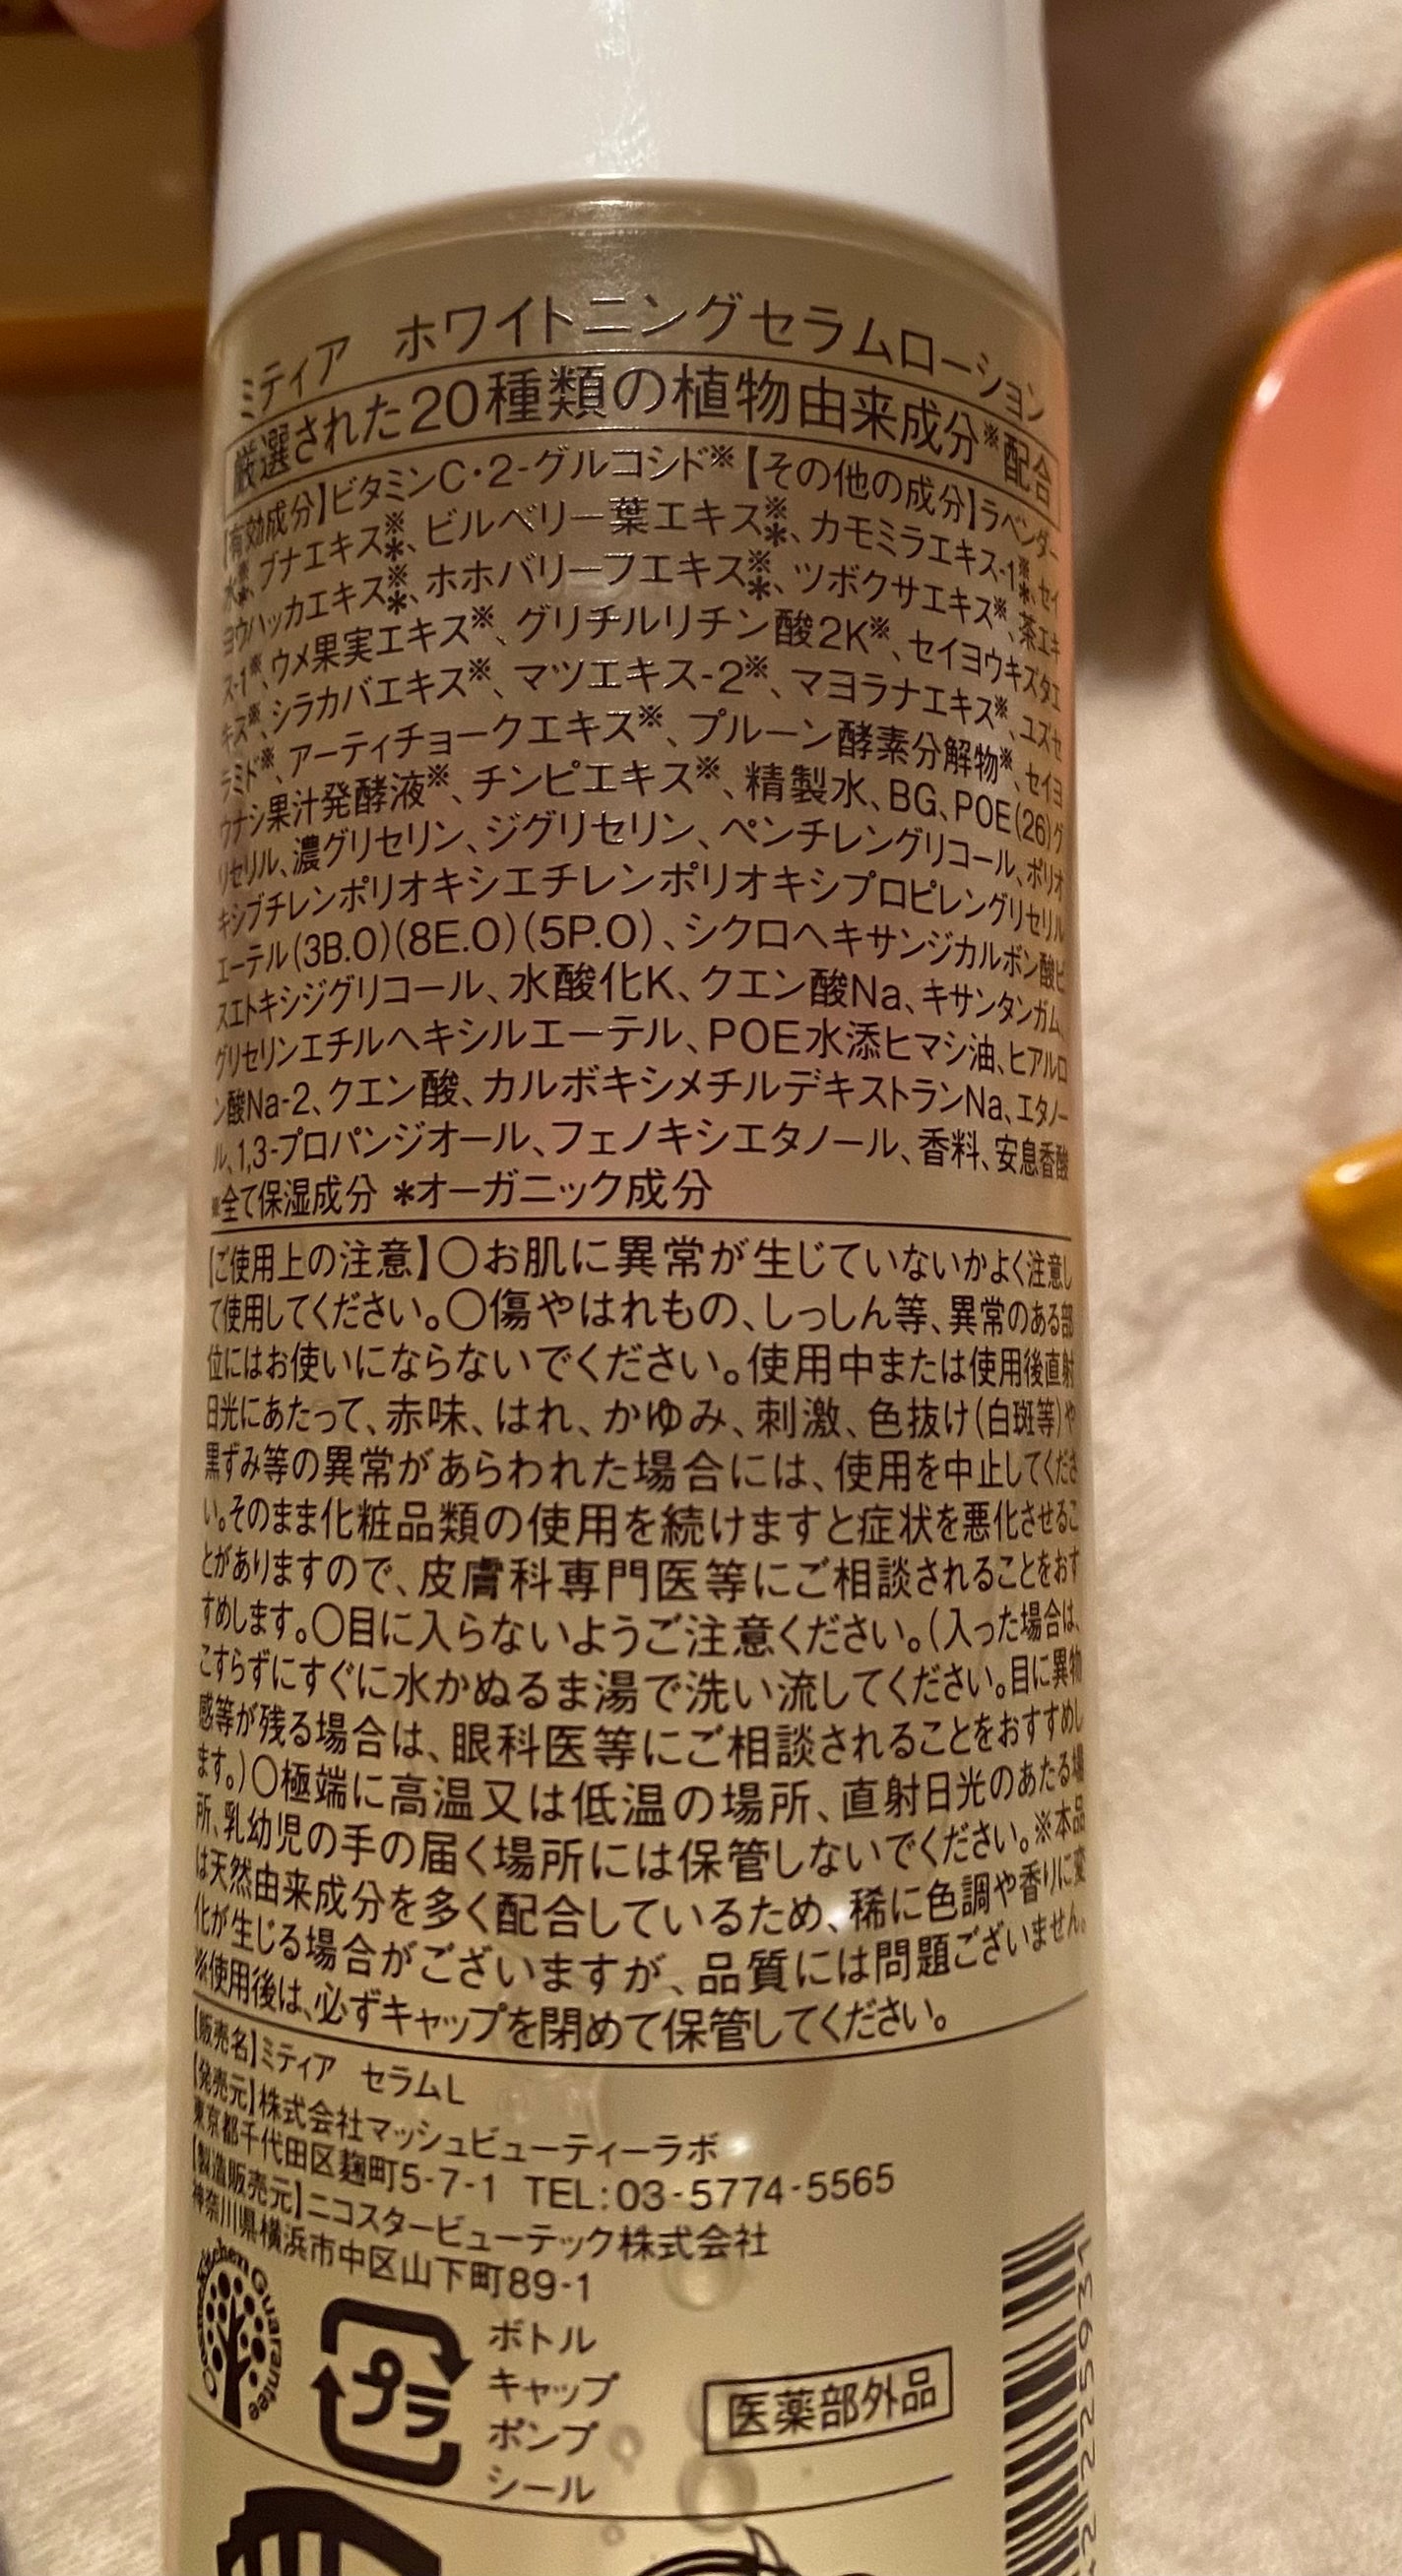 ミティア ホワイトニングセラムローション
厳選された20種類の植物由来成分※配合
【有効成分】ビタミンC・2-グルコシド※【その他の成分】ラベンダー
水※*、ブナエキス※*、ビルベリー葉エキス※*、カモミラエキス-1※*、セイ
ヨウハッカエキス※*、ホホバリーフエキス※*、ツボクサエキス※、茶エキ
ス-1※、ウメ果実エキス※、グリチルリチン酸2K※、セイヨウキズタエ
キス※、シラカバエキス※、マツエキス-2※、マヨラナエキス※、ユズセ
ラミド※、アーティチョークエキス※、プルーン酵素分解物※、セイヨ
ウナシ果汁発酵液※、チンピエキス※、精製水、BG、POE(26)グ
リセリル、濃グリセリン、ジグリセリン、ペンチレングリコール、ポリオ
キシブチレンポリオキシエチレンポリオキシプロピレングリセリル
エーテル(3B.O)(8E.O)(5P.O)、シクロヘキサンジカルボン酸ビ
スエトキシジグリコール、水酸化K、クエン酸Na、キサンタンガム、
グリセリンエチルヘキシルエーテル、POE水添ヒマシ油、ヒアルロ
ン酸Na-2、クエン酸、カルボキシメチルデキストランNa、エタノー
ル、1,3-プロパンジオール、フェノキシエタノール、香料、安息香酸
※全て保湿成分 *オーガニック成分
【ご使用上の注意】○お肌に異常が生じていないかよく注意し
て使用してください。○傷やはれもの、しっしん等、異常のある部
位にはお使いにならないでください。使用中または使用後直射
日光にあたって、赤味、はれ、かゆみ、刺激、色抜け(白斑等)や
黒ずみ等の異常があらわれた場合には、使用を中止してくださ
い。そのまま化粧品類の使用を続けますと症状を悪化させるこ
とがありますので、皮膚科専門医等にご相談されることをおす
すめします。○目に入らないようご注意ください。(入った場合は、
こすらずにすぐに水かぬるま湯で洗い流してください。目に異物
感等が残る場合は、眼科医等にご相談されることをおすすめし
ます。)○極端に高温又は低温の場所、直射日光のあたる場
所、乳幼児の手の届く場所には保管しないでください。※本品
は天然由来成分を多く配合しているため、稀に色調や香りに変
化が生じる場合がございますが、品質には問題ございません。
※使用後は、必ずキャップを閉めて保管してください。
【販売名】ミティア セラムL
【発売元】株式会社マッシュビューティーラボ
東京都千代田区麹町5-7-1 TEL:03-5774-5565
【製造販売元】ニコスタービューテック株式会社
神奈川県横浜市中区山下町89-1
Guarantee
プラ
ボトル
キャップ
ポンプ
シール
医薬部外品